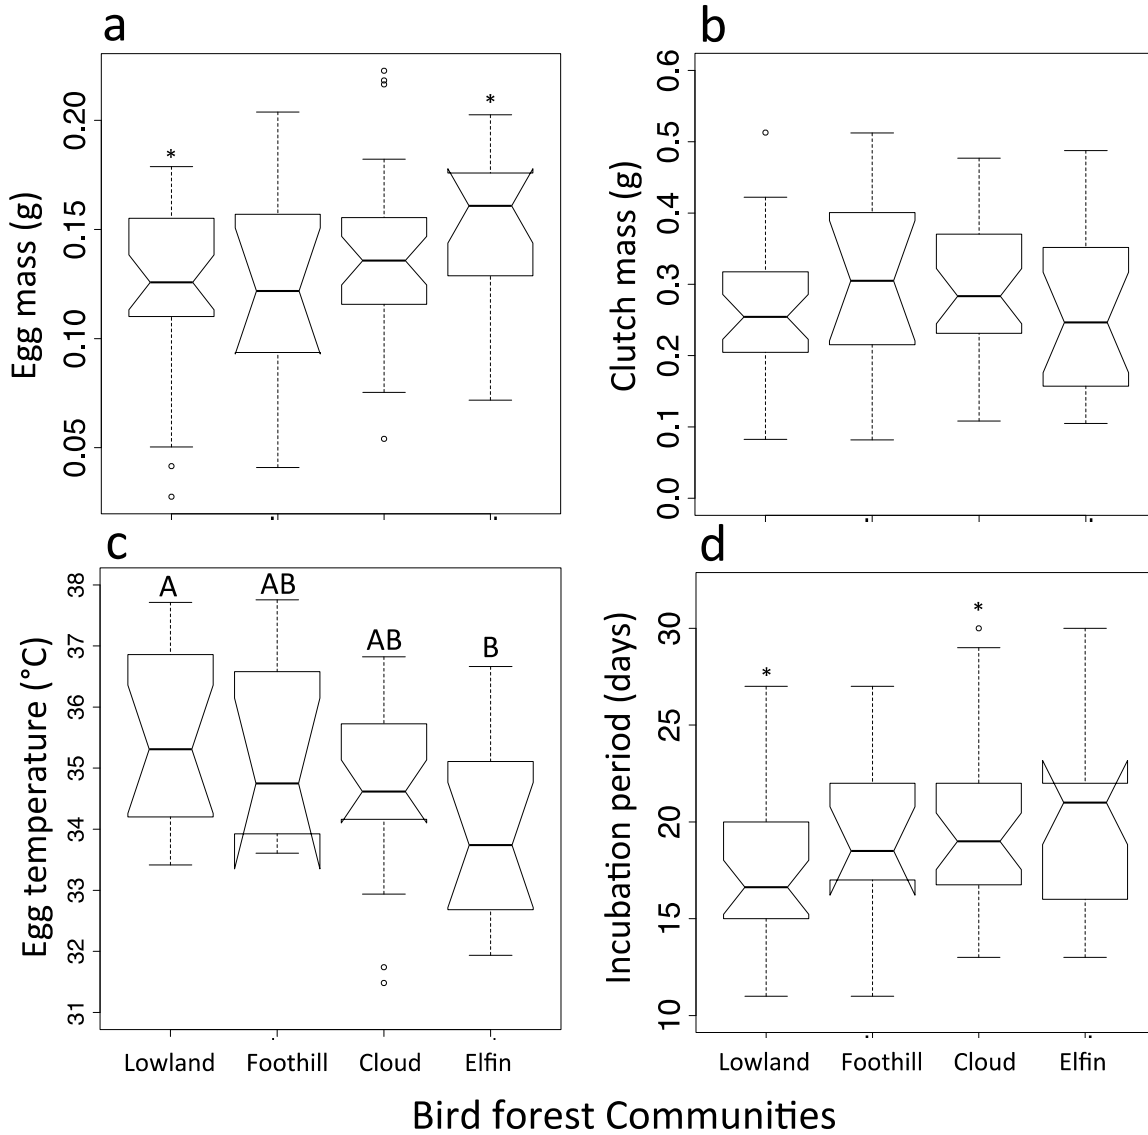 a
Egg mass (g)
0.20
0.15
0.10
0.05
*
*
b
Clutch mass (g)
0.6
0.5
0.4
0.3
0.2
0.1
0.0
c
Egg temperature (°C)
38
37
36
35
34
33
32
31
A
AB
AB
B
Lowland
Foothill
Cloud
Elfin
d
Incubation period (days)
30
25
20
15
10
*
*
Lowland
Foothill
Cloud
Elfin
Bird forest Communities